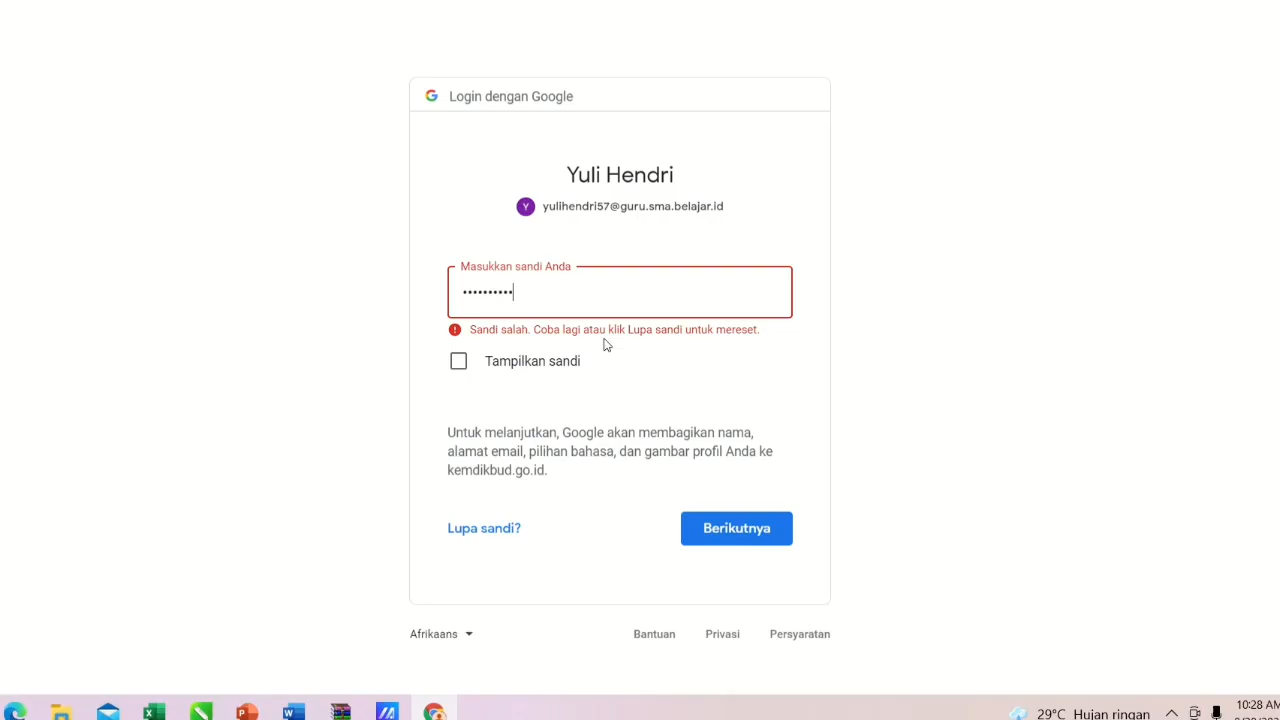 Login dengan Google
Yuli Hendri
Y yulihendri57@guru.sma.belajar.id
Masukkan sandi Anda
Sandi salah. Coba lagi atau klik Lupa sandi untuk mereset.
Tampilkan sandi
Untuk melanjutkan, Google akan membagikan nama,
alamat email, pilihan bahasa, dan gambar profil Anda ke
kemdikbud.go.id.
Lupa sandi?
Berikutnya
Afrikaans
Bantuan
Privasi
Persyaratan
29°C Hujan ringan
10:28 AM